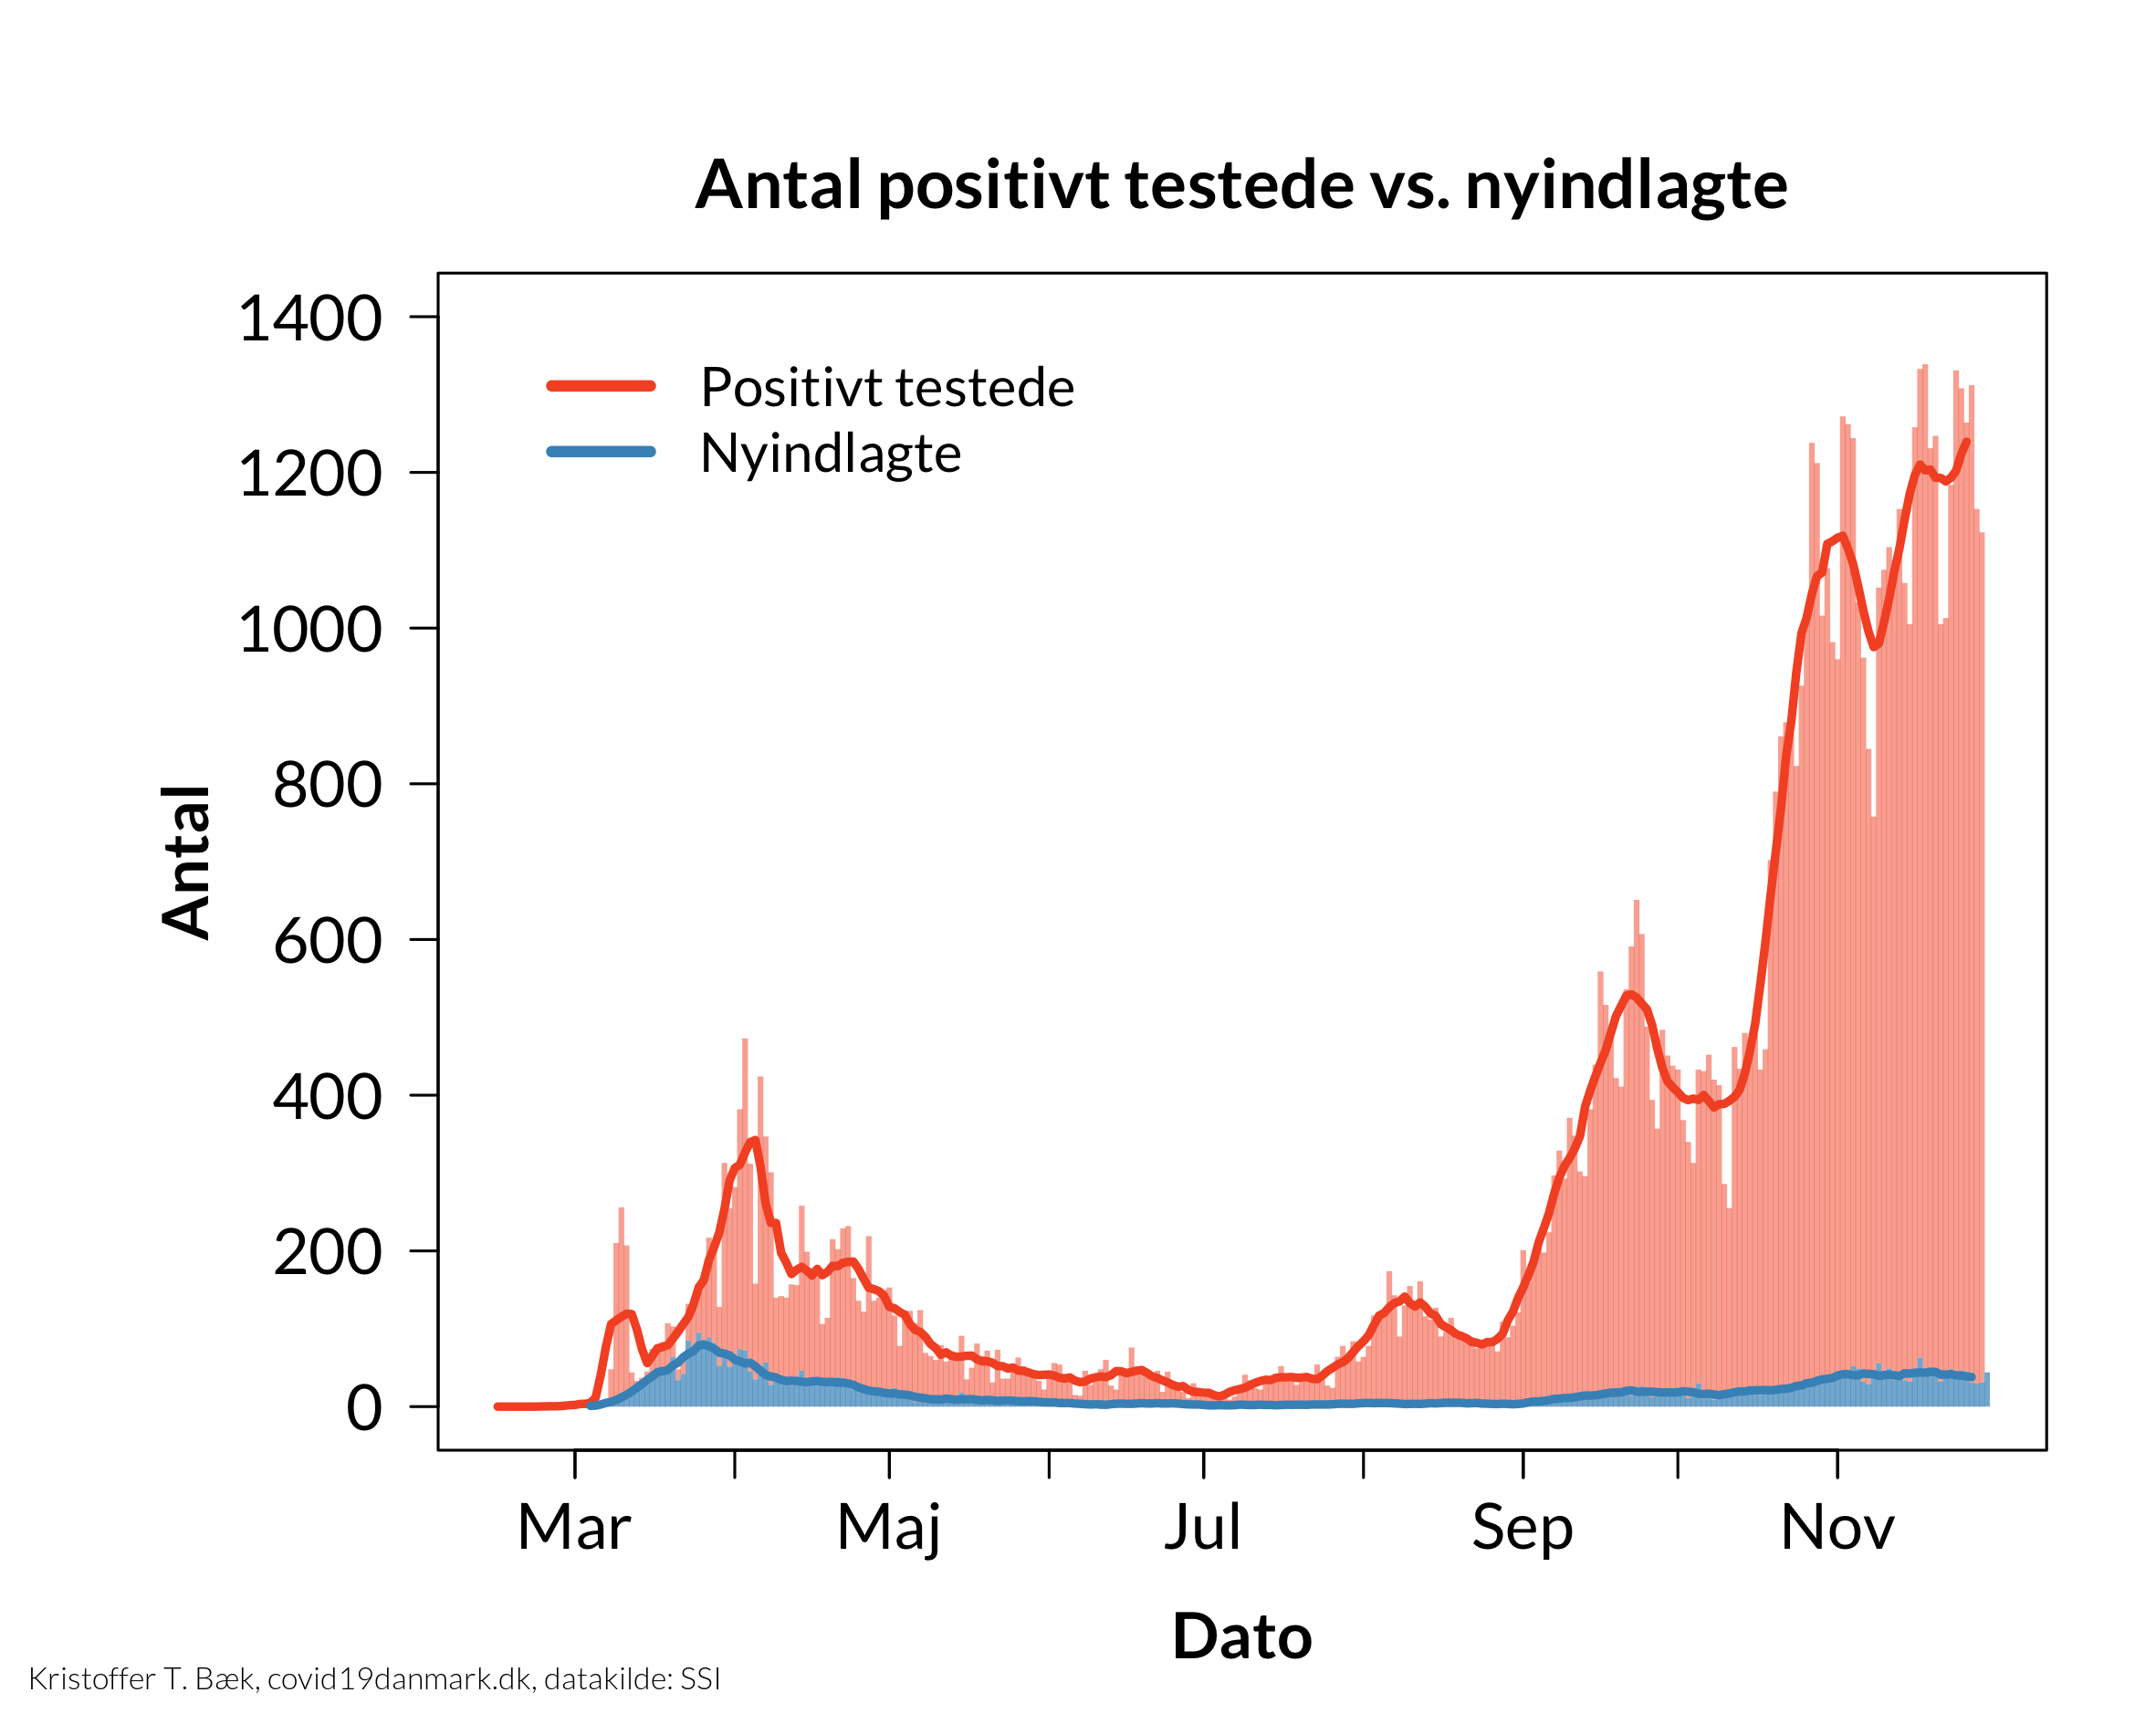 Antal positivt testede vs. nyindlagte
1400
1200
1000
800
600
400
200
0
Positivt testede
Nyindlagte
Antal
Mar Maj Jul Sep Nov
Dato
Kristoffer T. Bæk, covid19danmark.dk, datakilde: SSI